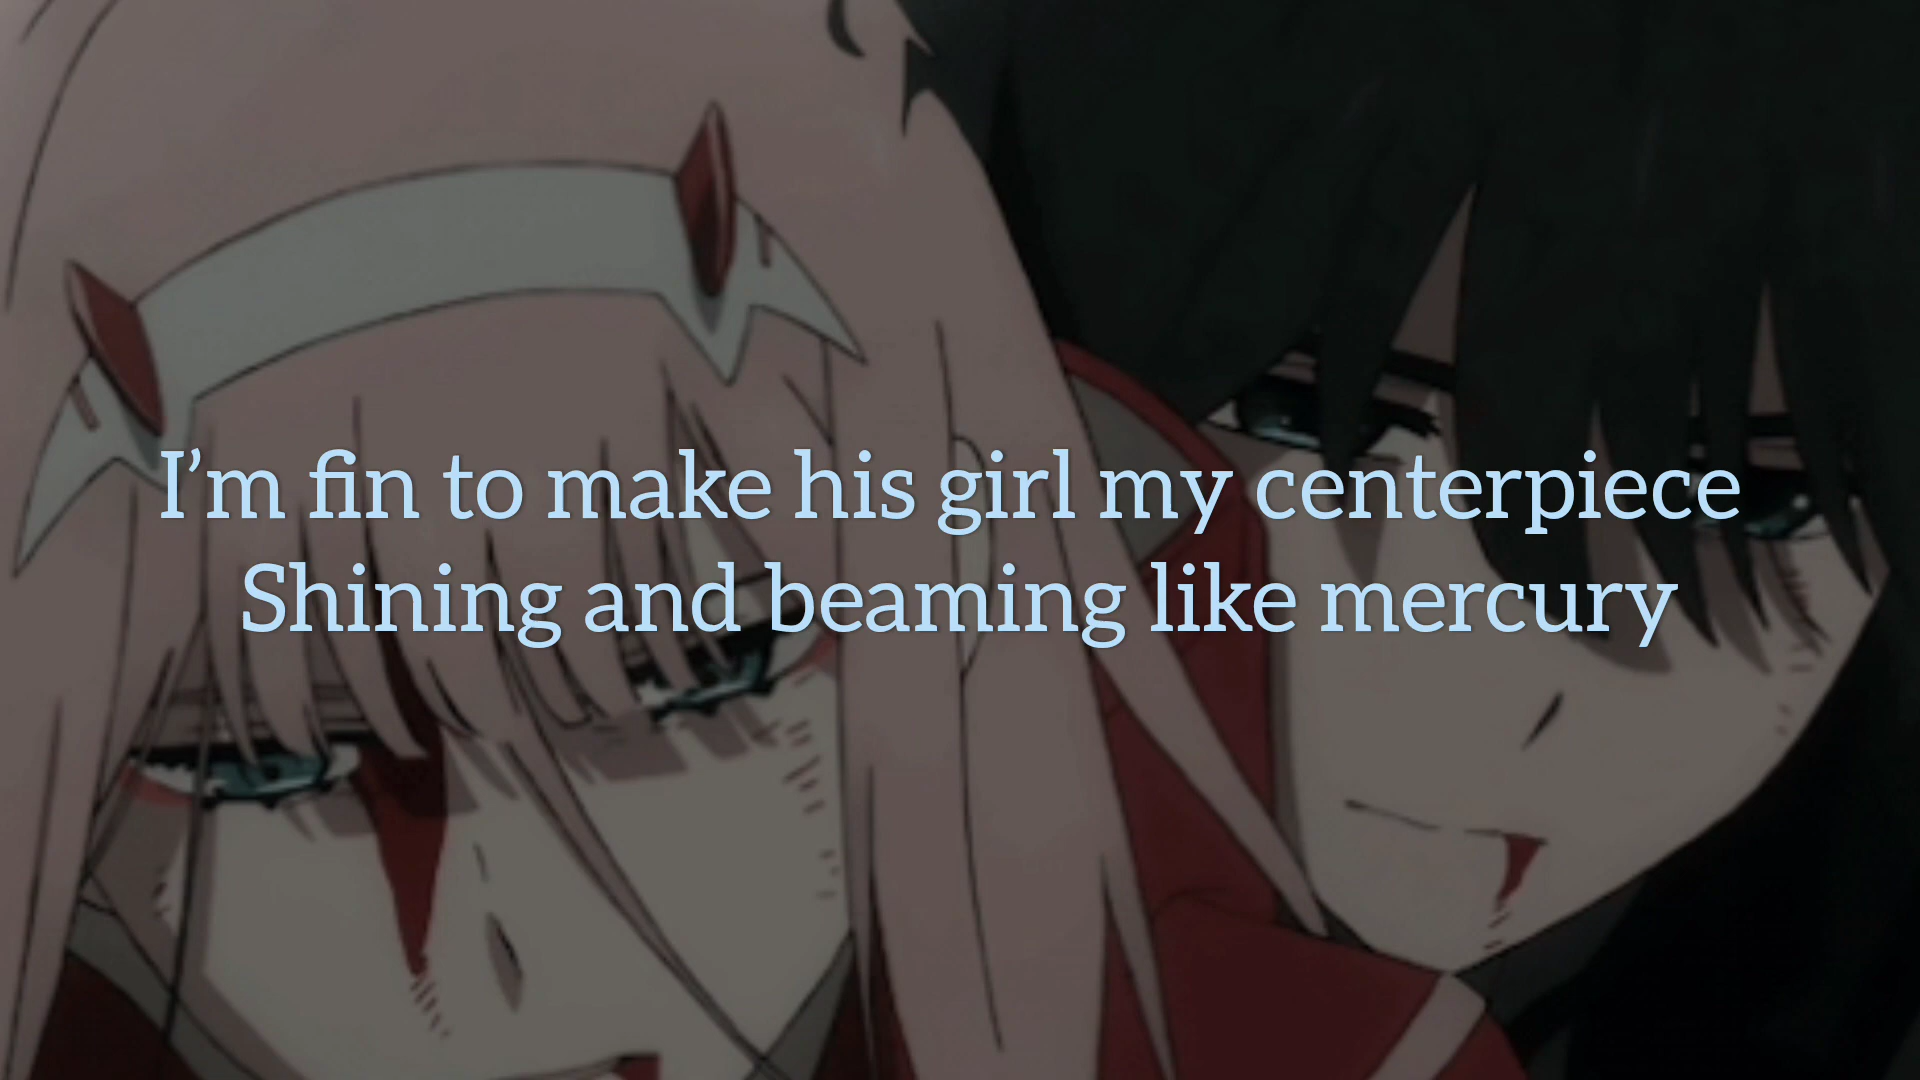 I’m fin to make his girl my centerpiece
Shining and beaming like mercury